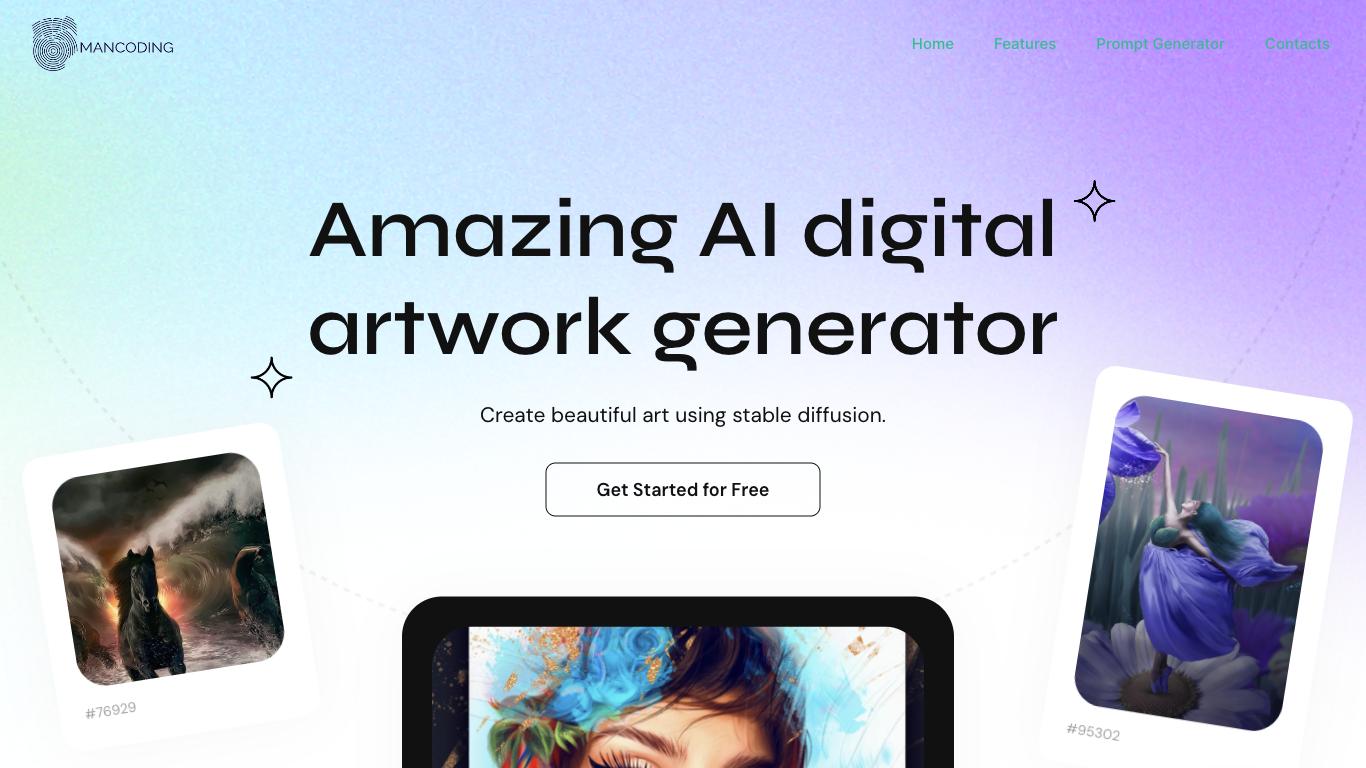 MANCODING
Home
Features
Prompt Generator
Contacts
Amazing AI digital
artwork generator
Create beautiful art using stable diffusion.
Get Started for Free
#76929
#95302